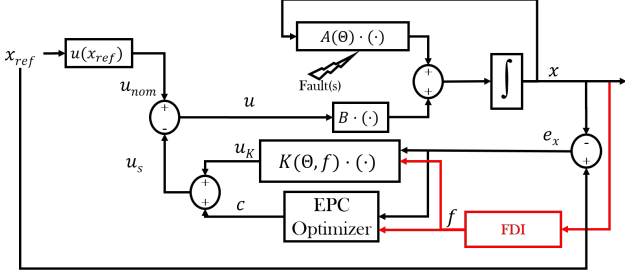 A(Θ) · (·)
x_ref
u(x_ref)
u_nom
+
-
Fault(s)
+
+
∫
x
u
B · (·)
e_x
-
+
u_s
u_K
K(Θ, f) · (·)
+
+
c
EPC
Optimizer
f
FDI